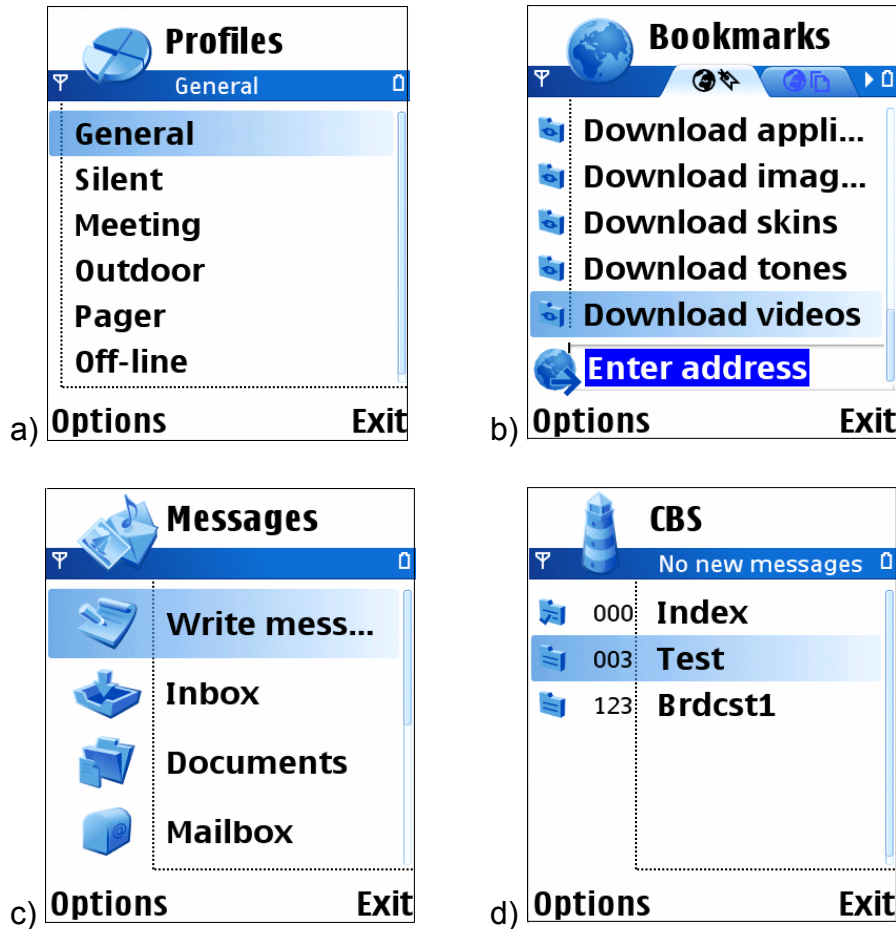 Profiles
General
General
Silent
Meeting
Outdoor
Pager
Off-line
a) Options Exit
Bookmarks
Download appli...
Download imag...
Download skins
Download tones
Download videos
Enter address
b) Options Exit
Messages
Write mess...
Inbox
Documents
Mailbox
c) Options Exit
CBS
No new messages
000 Index
003 Test
123 Brdcst1
d) Options Exit